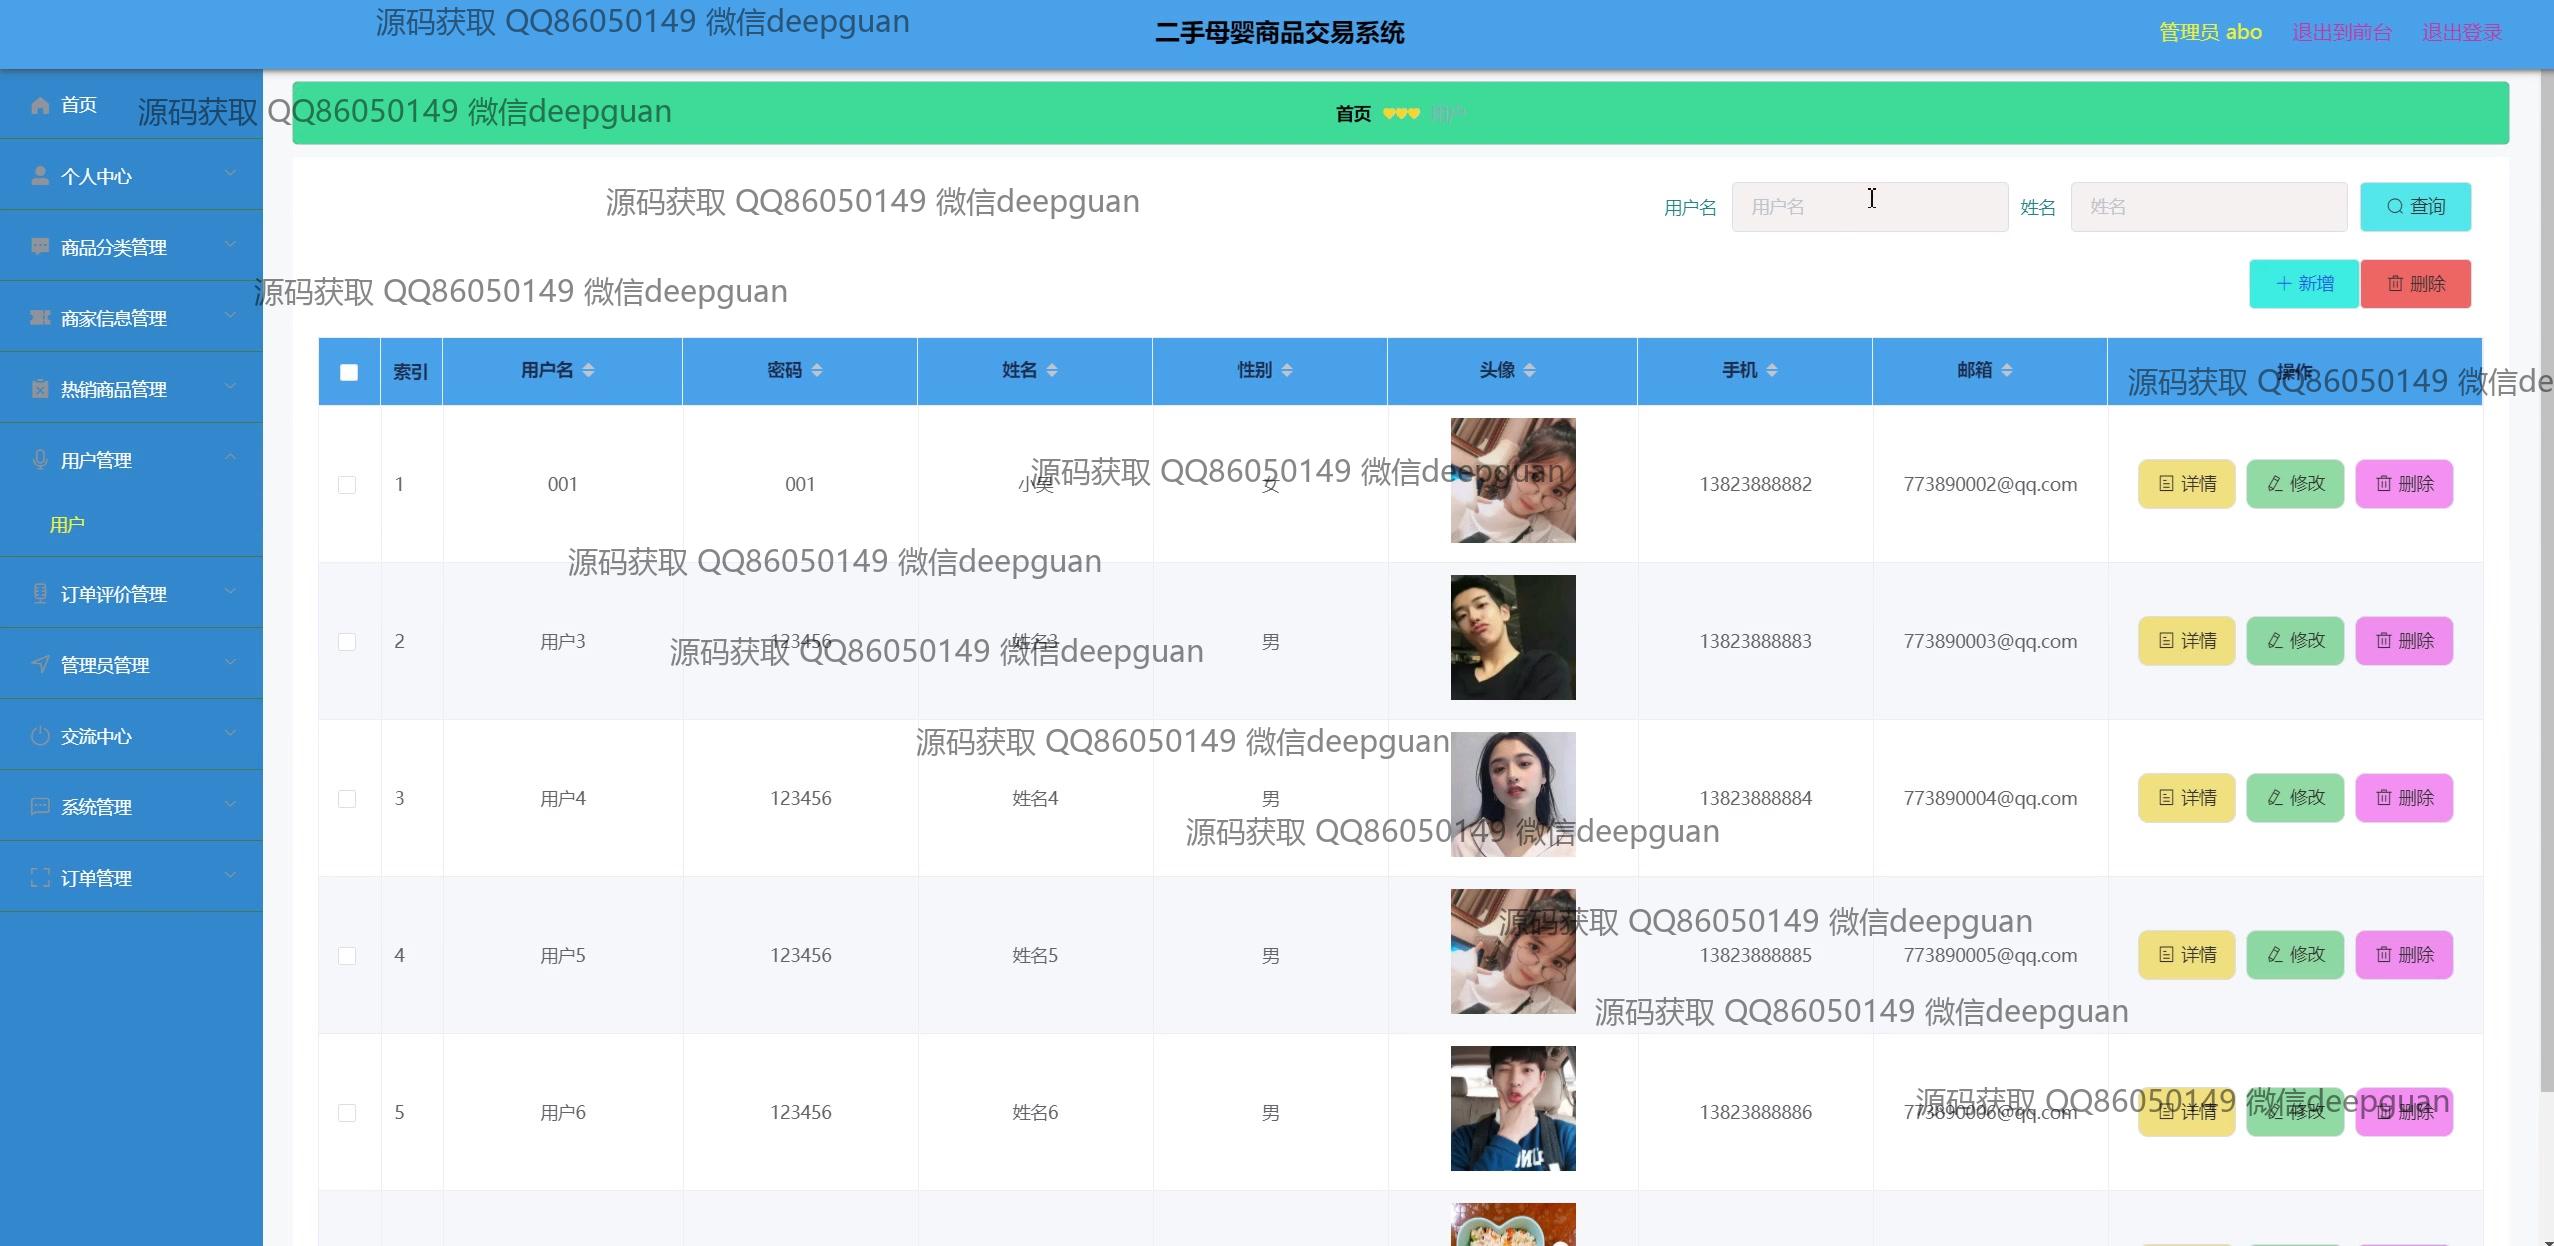 源码获取 QQ86050149 微信deepguan
二手母婴商品交易系统
管理员 abo 退出到前台 退出登录
首页
源码获取 QQ86050149 微信deepguan
首页 用户
个人中心
源码获取 QQ86050149 微信deepguan
用户名 用户名 姓名 姓名 查询
商品分类管理
源码获取 QQ86050149 微信deepguan
新增 删除
商家信息管理
索引 用户名 密码 姓名 性别 头像 手机 邮箱 操作
源码获取 QQ86050149 微信de
热销商品管理
用户管理
源码获取 QQ86050149 微信deepguan
1 001 001 小吴 女 13823888882 773890002@qq.com 详情 修改 删除
用户
源码获取 QQ86050149 微信deepguan
订单评价管理
2 用户3 123456 姓名3 男 13823888883 773890003@qq.com 详情 修改 删除
源码获取 QQ86050149 微信deepguan
管理员管理
交流中心
源码获取 QQ86050149 微信deepguan
3 用户4 123456 姓名4 男 13823888884 773890004@qq.com 详情 修改 删除
系统管理
源码获取 QQ86050149 微信deepguan
订单管理
源码获取 QQ86050149 微信deepguan
4 用户5 123456 姓名5 男 13823888885 773890005@qq.com 详情 修改 删除
源码获取 QQ86050149 微信deepguan
源码获取 QQ86050149 微信deepguan
5 用户6 123456 姓名6 男 13823888886 773890006@qq.com 详情 修改 删除